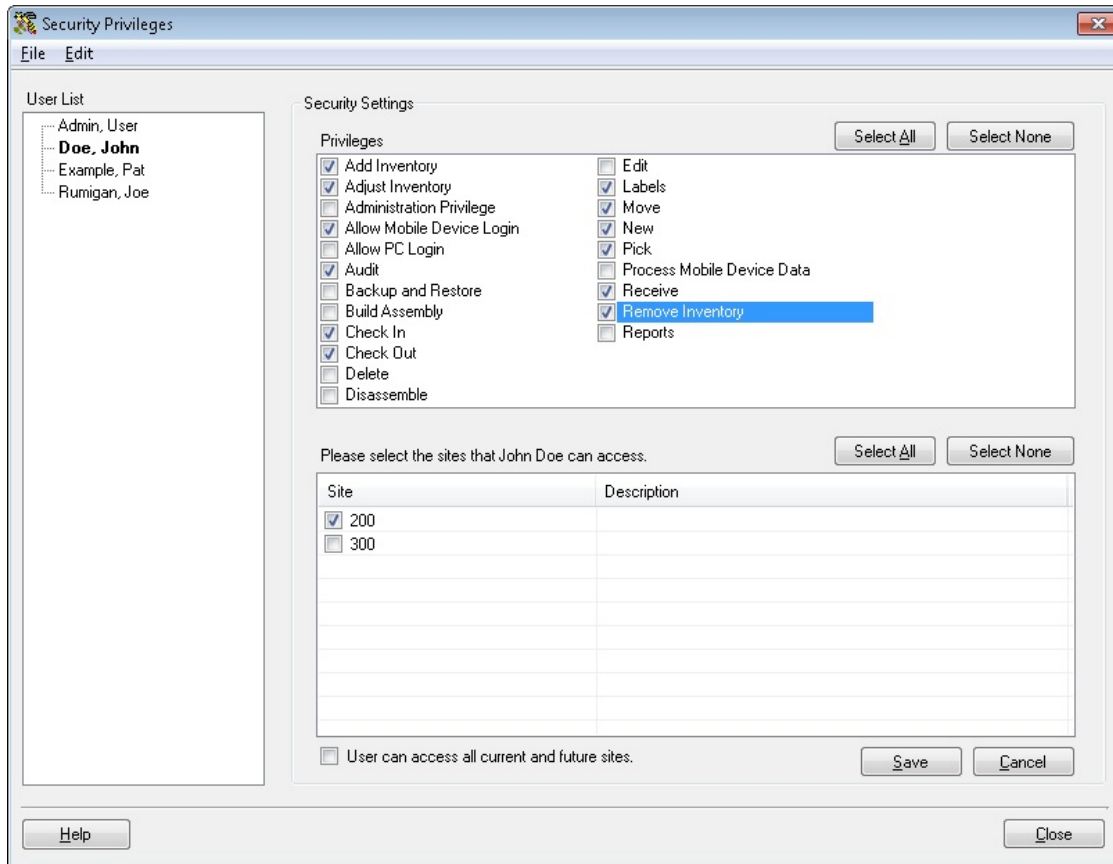 Security Privileges
File Edit
User List
Admin, User
Doe, John
Example, Pat
Rumigan, Joe
Security Settings
Privileges
Select All Select None
Add Inventory
Adjust Inventory
Administration Privilege
Allow Mobile Device Login
Allow PC Login
Audit
Backup and Restore
Build Assembly
Check In
Check Out
Delete
Disassemble
Edit
Labels
Move
New
Pick
Process Mobile Device Data
Receive
Remove Inventory
Reports
Please select the sites that John Doe can access.
Select All Select None
Site Description
200
300
User can access all current and future sites.
Save Cancel
Help Close